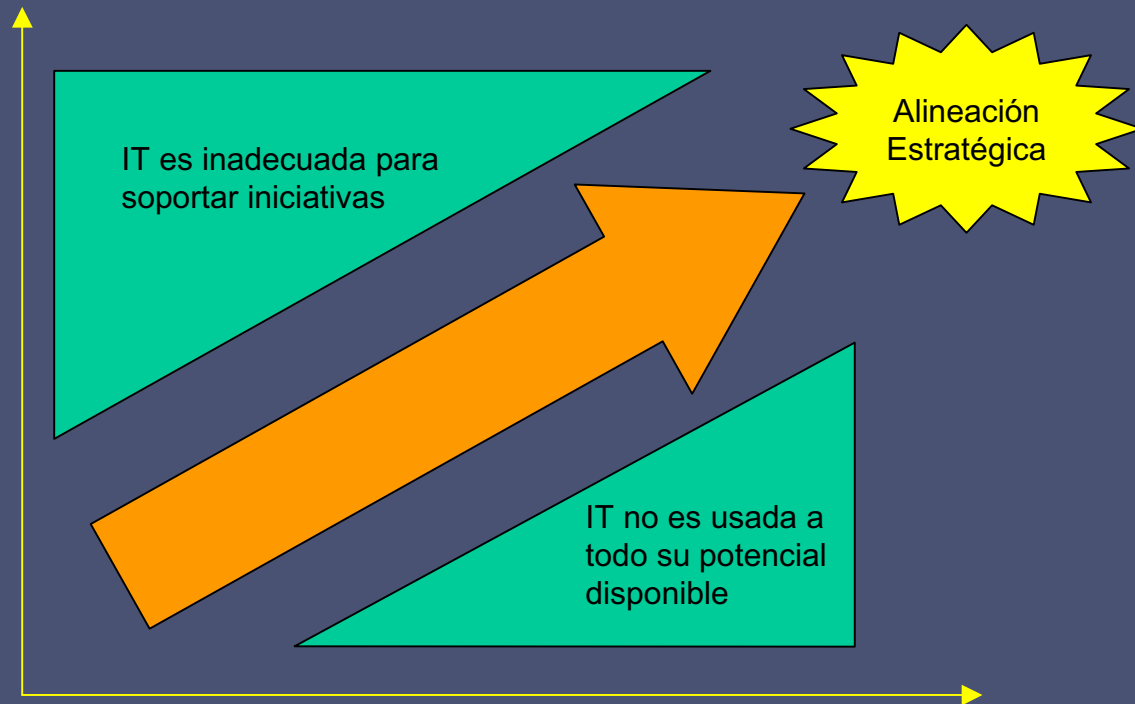 Alineación
Estratégica
IT es inadecuada para
soportar iniciativas
IT no es usada a
todo su potencial
disponible